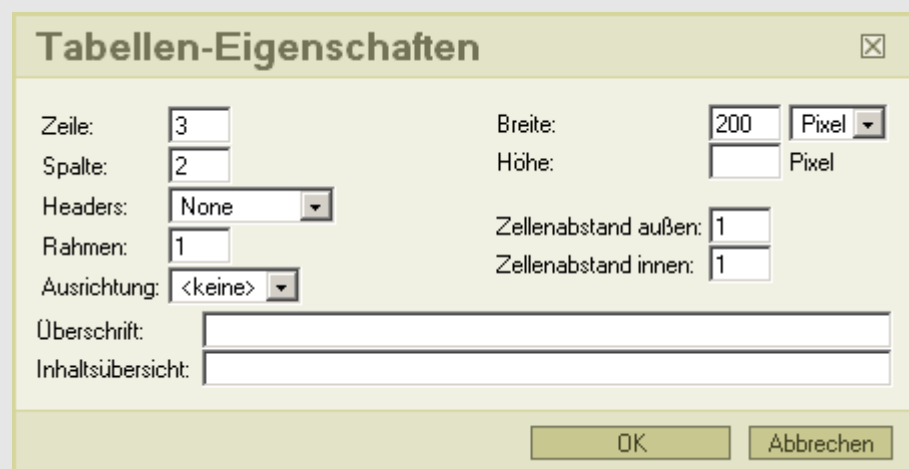 Tabellen-Eigenschaften
Zeile: 3
Breite: 200 Pixel
Spalte: 2
Höhe: Pixel
Headers: None
Zellenabstand außen: 1
Rahmen: 1
Zellenabstand innen: 1
Ausrichtung: <keine>
Überschrift:
Inhaltsübersicht:
OK
Abbrechen